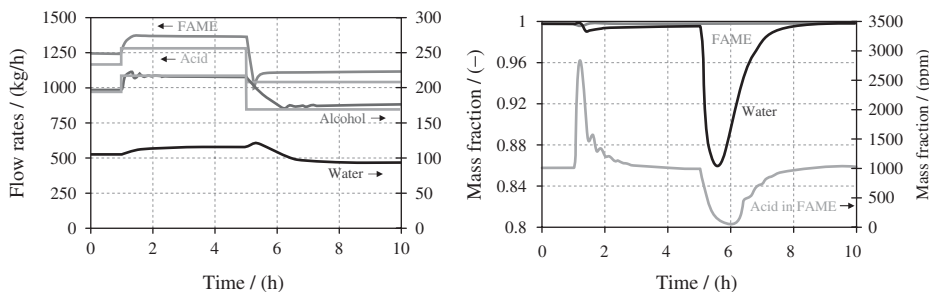 1500
1250
1000
750
500
250
0
Flow rates / (kg/h)
300
250
200
150
100
50
0
FAME
Acid
Alcohol
Water
0 2 4 6 8 10
Time / (h)
1
0.96
0.92
0.88
0.84
0.8
Mass fraction / (−)
3500
3000
2500
2000
1500
1000
500
0
Mass fraction / (ppm)
FAME
Water
Acid in FAME
0 2 4 6 8 10
Time / (h)